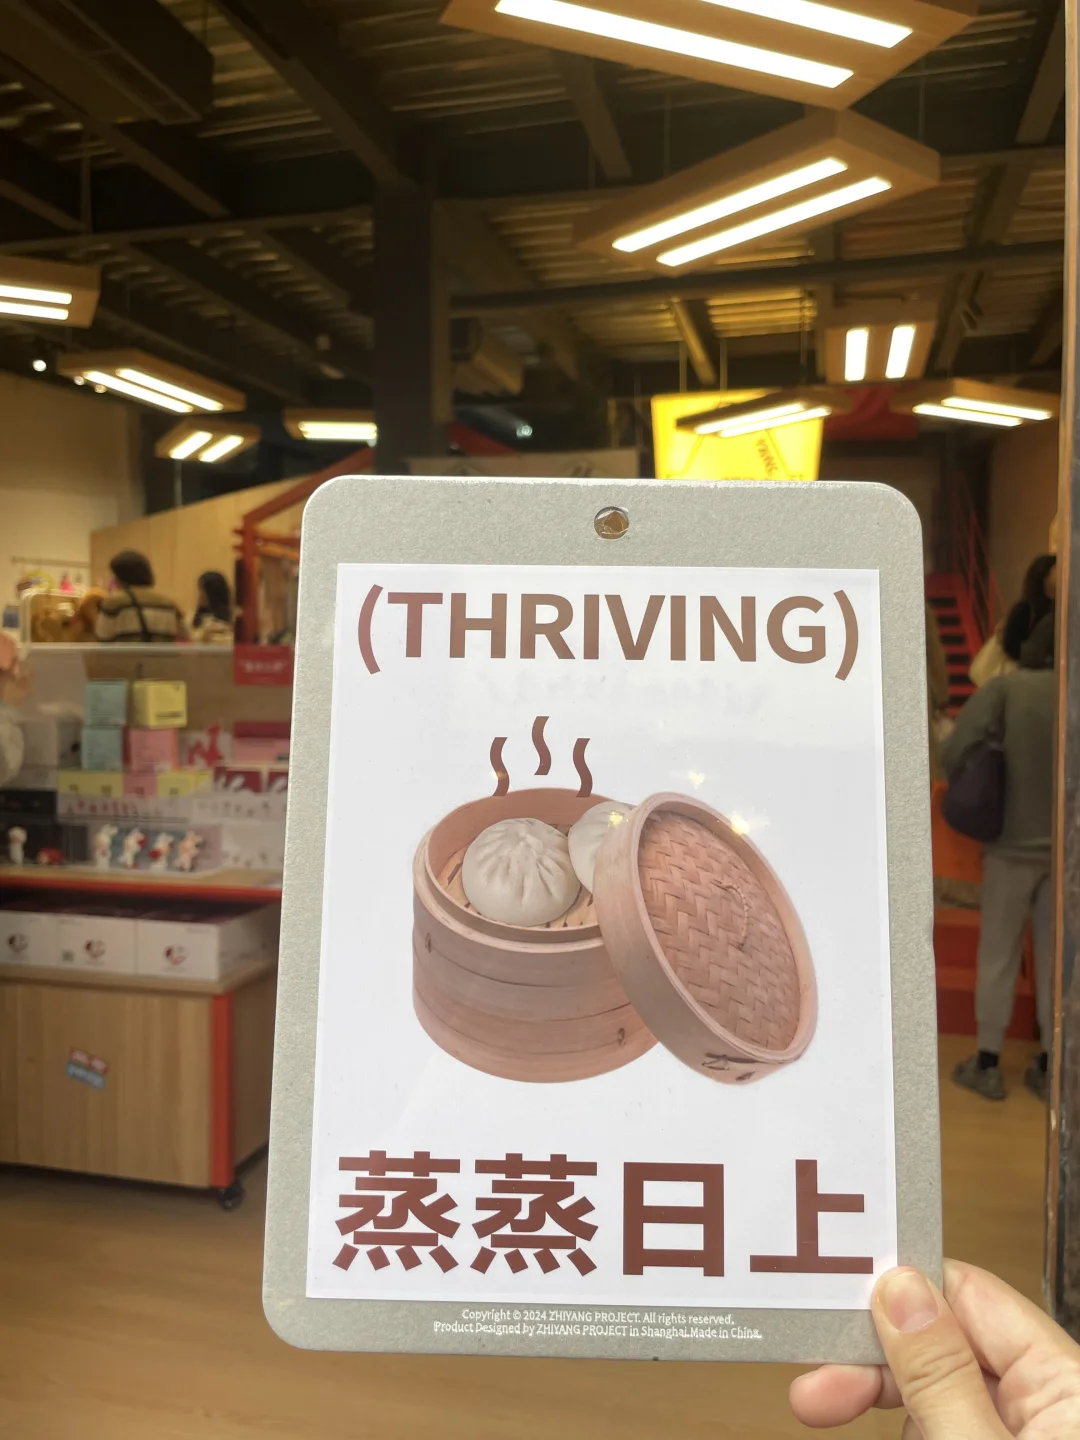 (THRIVING)
蒸蒸日上
Copyright © 2024 ZHIYANG PROJECT. All rights reserved.
Product Designed by ZHIYANG PROJECT in Shanghai.Made in China.